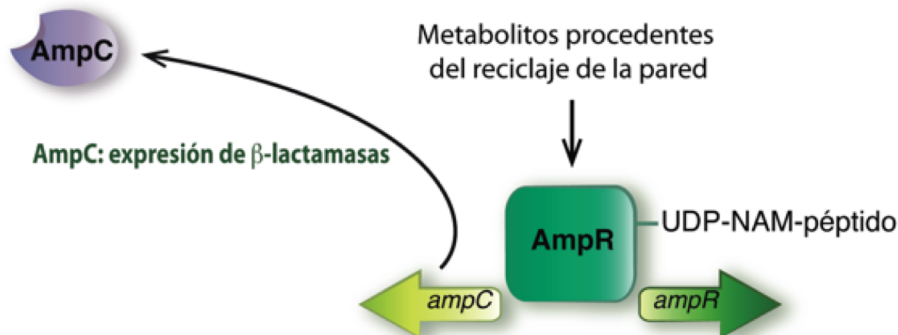 AmpC
Metabolitos procedentes
del reciclaje de la pared
AmpC: expresión de β-lactamasas
AmpR
UDP-NAM-péptido
ampC
ampR